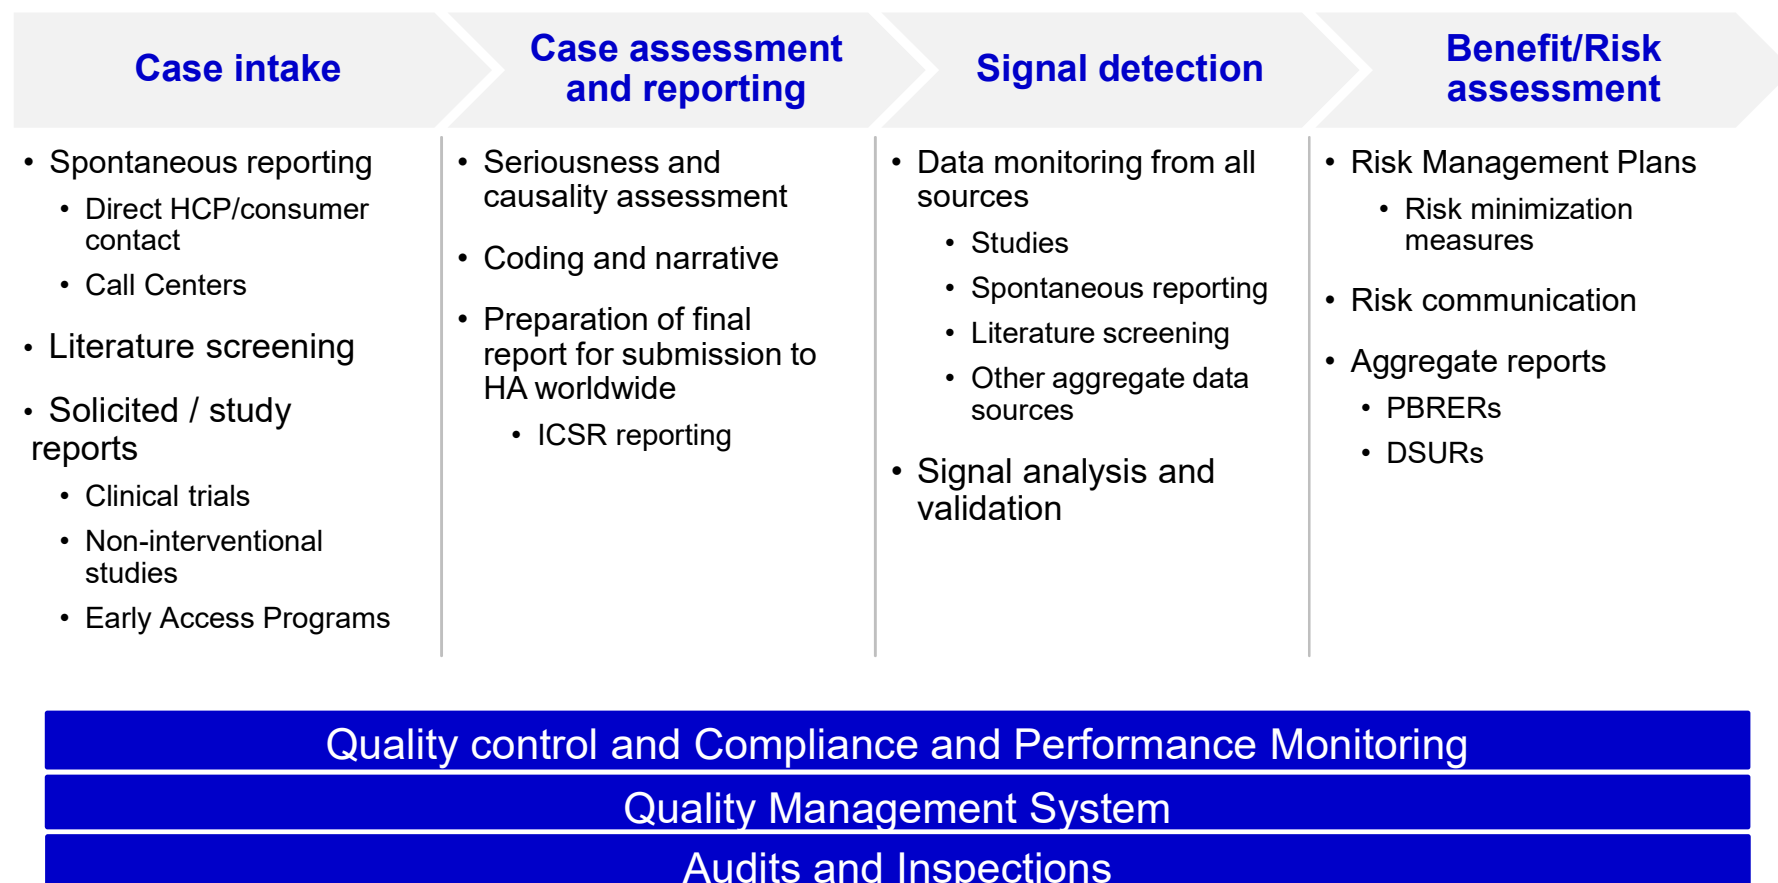 Case intake
Case assessment
and reporting
Signal detection
Benefit/Risk
assessment
• Spontaneous reporting
• Direct HCP/consumer
contact
• Call Centers
• Literature screening
• Solicited / study
reports
• Clinical trials
• Non-interventional
studies
• Early Access Programs
• Seriousness and
causality assessment
• Coding and narrative
• Preparation of final
report for submission to
HA worldwide
• ICSR reporting
• Data monitoring from all
sources
• Studies
• Spontaneous reporting
• Literature screening
• Other aggregate data
sources
• Signal analysis and
validation
• Risk Management Plans
• Risk minimization
measures
• Risk communication
• Aggregate reports
• PBRERs
• DSURs
Quality control and Compliance and Performance Monitoring
Quality Management System
Audits and Inspections